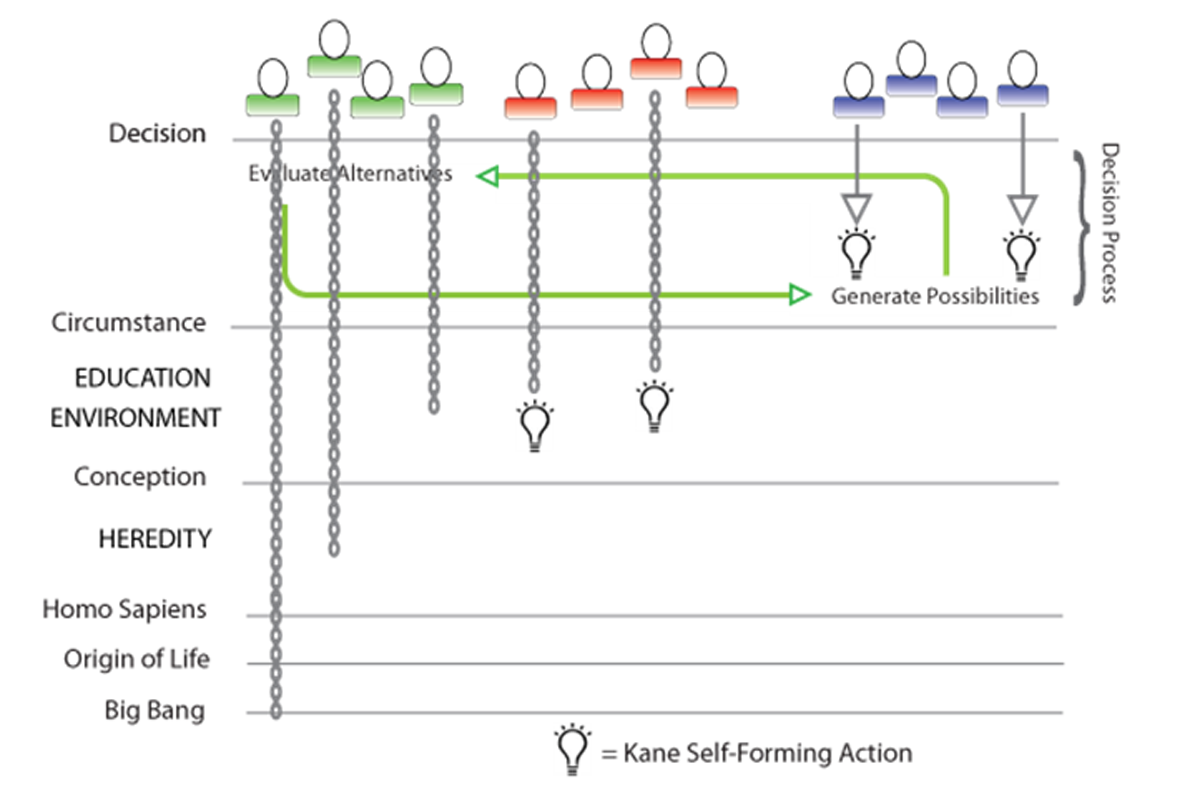 Decision
Evaluate Alternatives
Decision Process
Generate Possibilities
Circumstance
EDUCATION
ENVIRONMENT
Conception
HEREDITY
Homo Sapiens
Origin of Life
Big Bang
= Kane Self-Forming Action